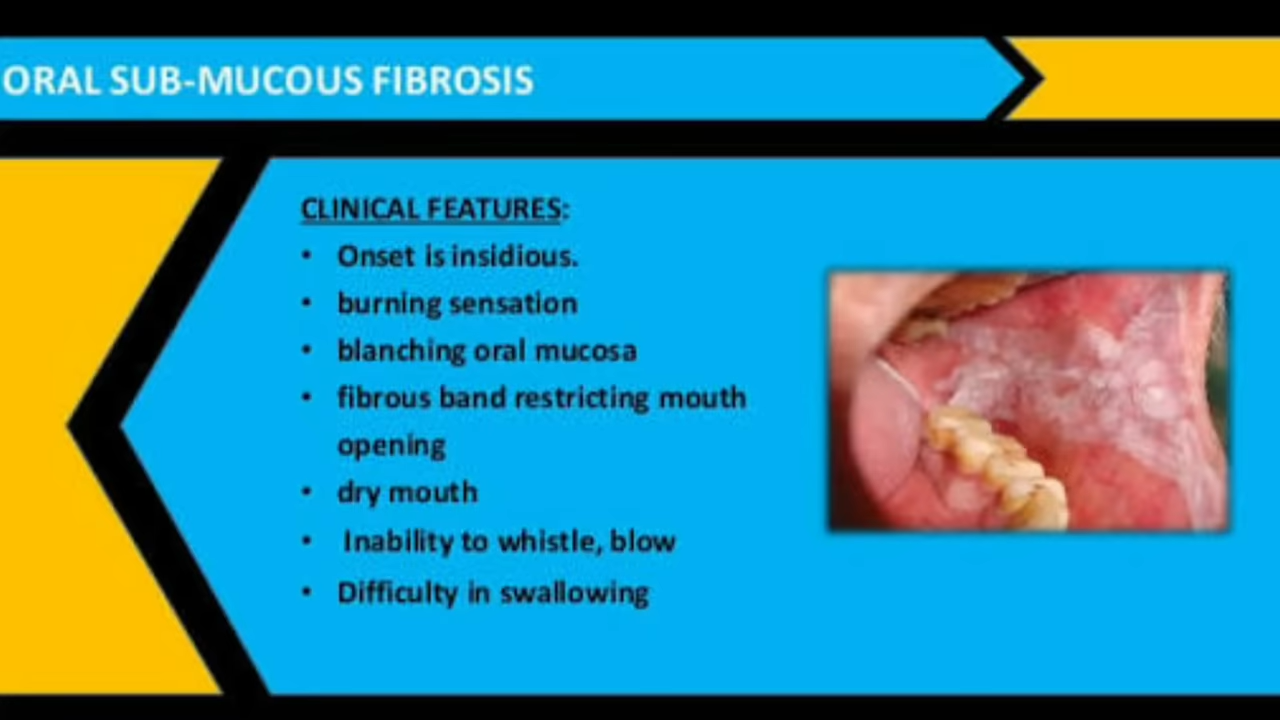 ORAL SUB-MUCOUS FIBROSIS
CLINICAL FEATURES:
• Onset is insidious.
• burning sensation
• blanching oral mucosa
• fibrous band restricting mouth
opening
• dry mouth
• Inability to whistle, blow
• Difficulty in swallowing